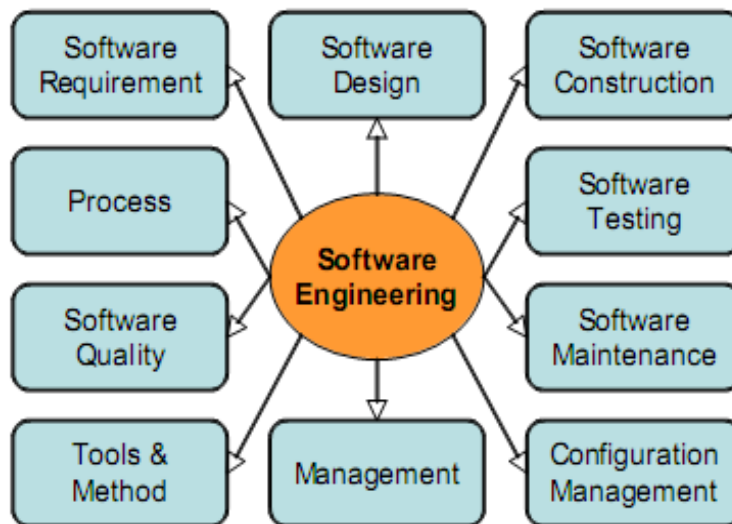 Software
Requirement
Software
Design
Software
Construction
Process
Software
Testing
Software
Engineering
Software
Quality
Software
Maintenance
Tools &
Method
Management
Configuration
Management